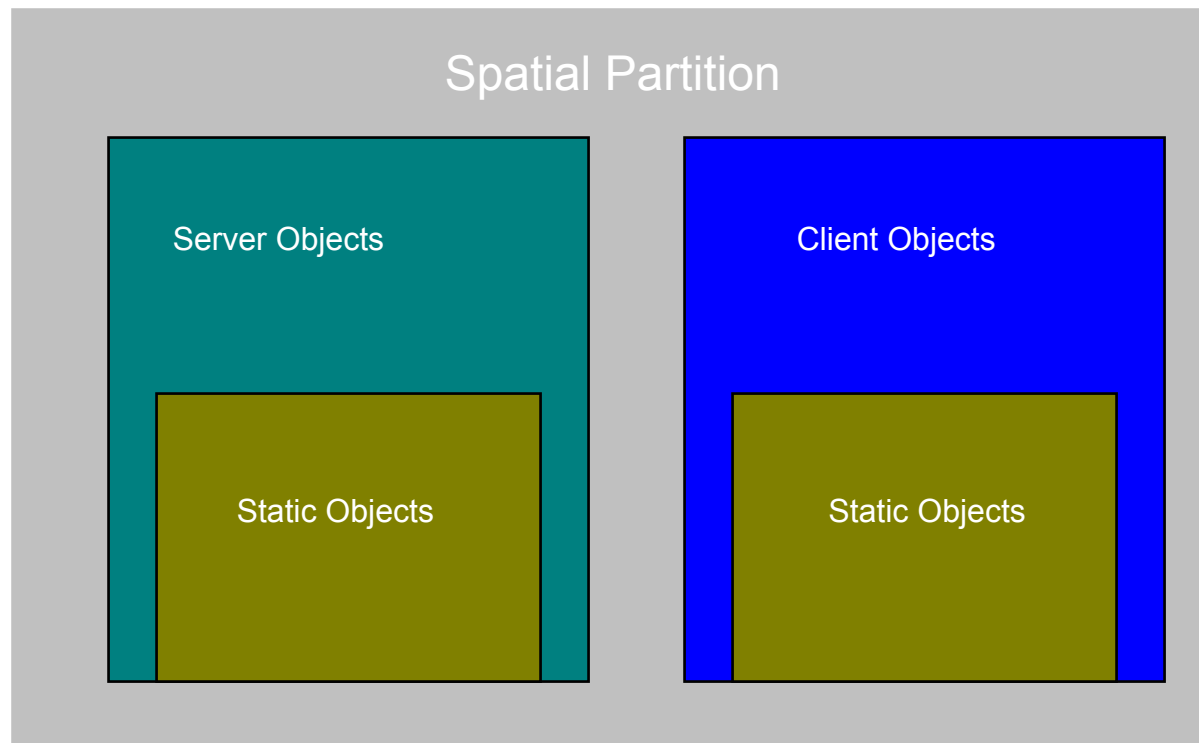 Spatial Partition
Server Objects
Client Objects
Static Objects
Static Objects